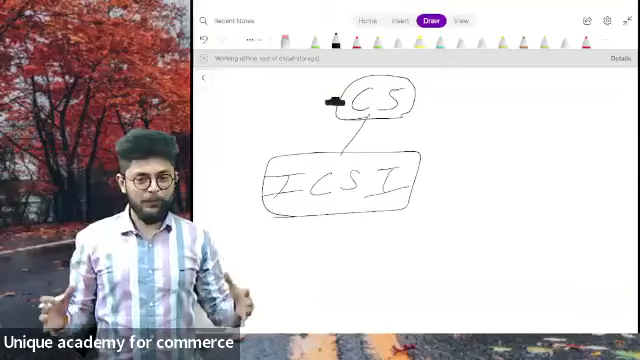 Recent Notes
Home Insert Draw View
Working offline (out of cloud storage)
Details
CS
ICSI
Unique academy for commerce